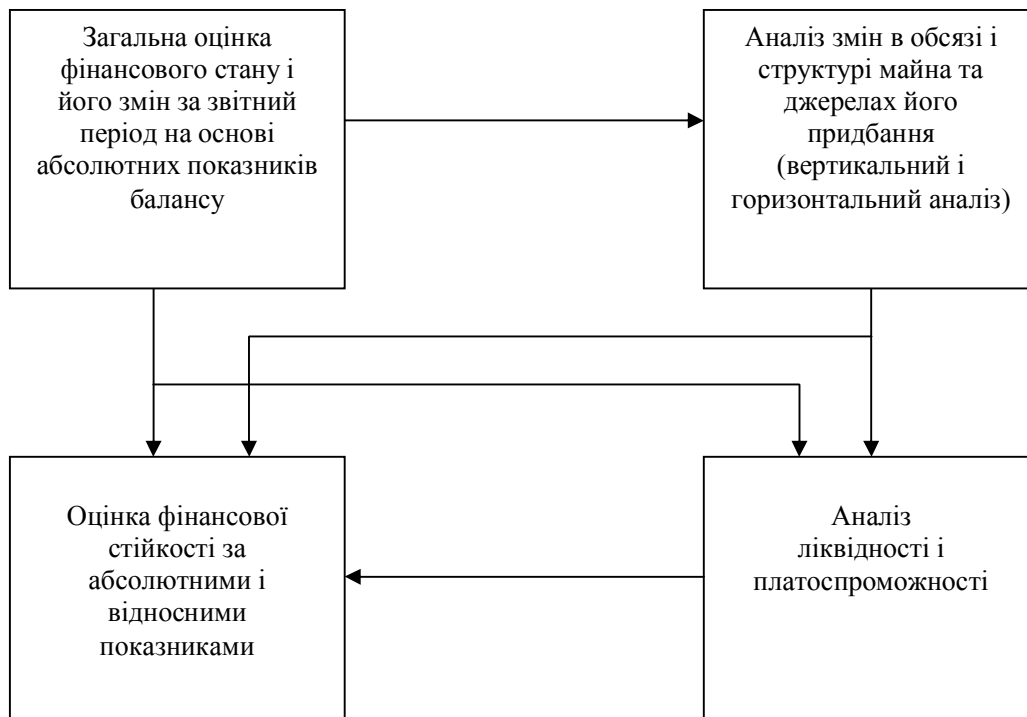 Загальна оцінка
фінансового стану і
його змін за звітний
період на основі
абсолютних показників
балансу
Аналіз змін в обсязі і
структурі майна та
джерелах його
придбання
(вертикальний і
горизонтальний аналіз)
Оцінка фінансової
стійкості за
абсолютними і
відносними
показниками
Аналіз
ліквідності і
платоспроможності